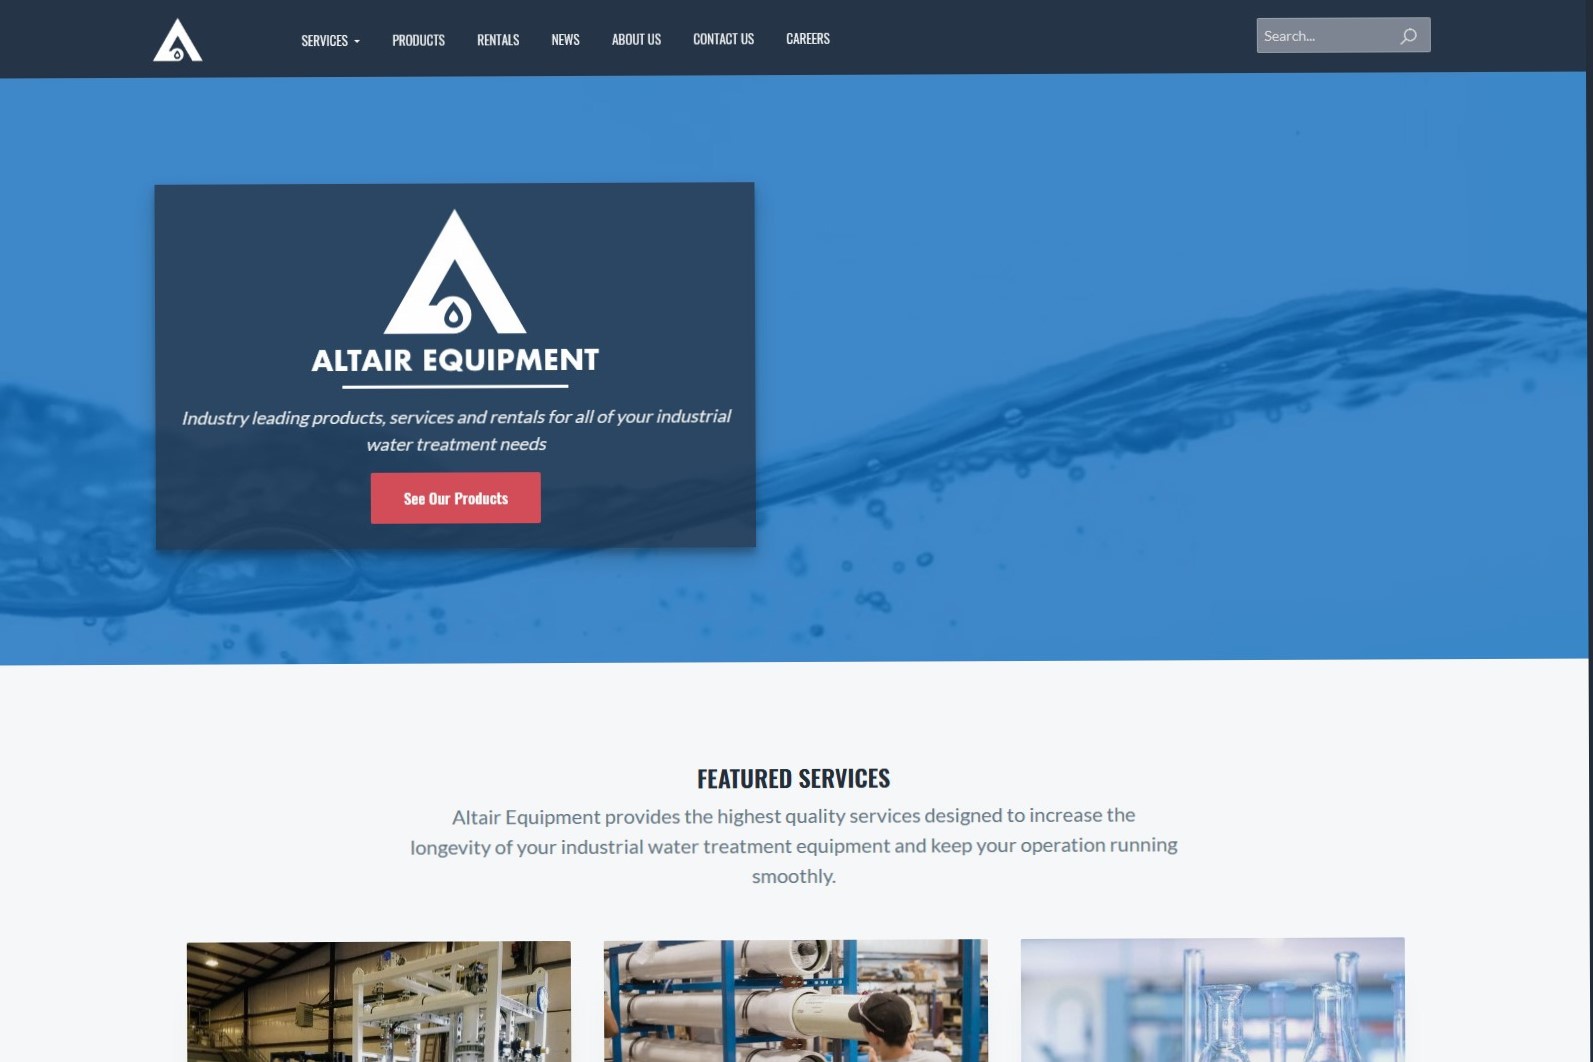 SERVICES PRODUCTS RENTALS NEWS ABOUT US CONTACT US CAREERS Search...
ALTAIR EQUIPMENT
Industry leading products, services and rentals for all of your industrial
water treatment needs
See Our Products
FEATURED SERVICES
Altair Equipment provides the highest quality services designed to increase the
longevity of your industrial water treatment equipment and keep your operation running
smoothly.